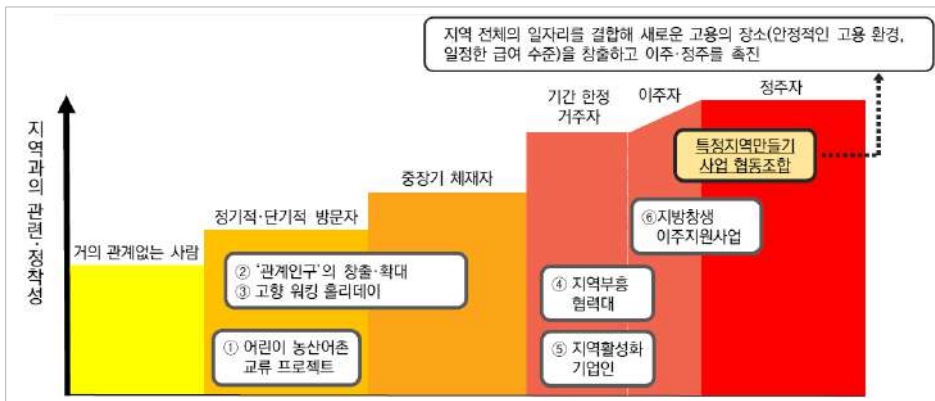 지역 전체의 일자리를 결합해 새로운 고용의 장소(안정적인 고용 환경,
일정한 급여 수준)을 창출하고 이주·정주를 촉진
지역과의 관련·정착성
거의 관계없는 사람
정기적·단기적 방문자
중장기 체재자
기간 한정
거주자
이주자
정주자
특정지역만들기
사업 협동조합
⑥지방창생
이주지원사업
② ‘관계인구’의 창출·확대
③ 고향 워킹 홀리데이
④ 지역부흥
협력대
① 어린이 농산어촌
교류 프로젝트
⑤ 지역활성화
기업인